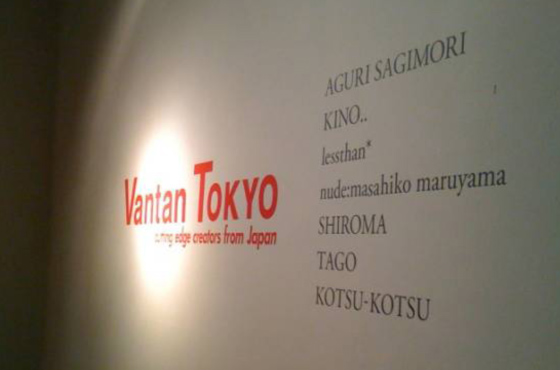 Vantan TOKYO
cutting edge creators from Japan
AGURI SAGIMORI
KINO..
lessthan*
nude:masahiko maruyama
SHIROMA
TAGO
KOTSU-KOTSU